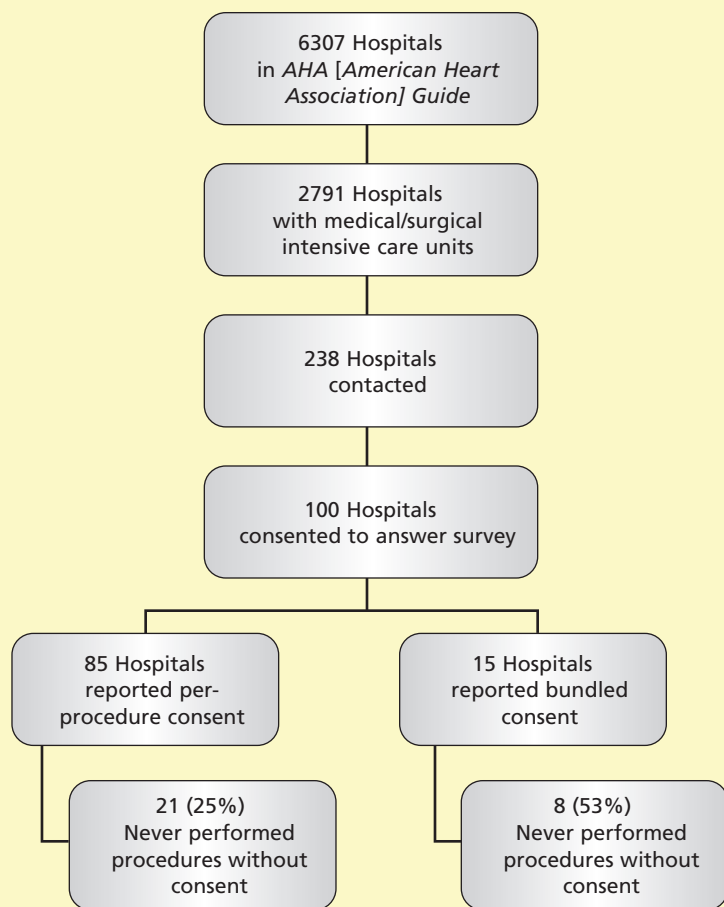 6307 Hospitals
in AHA [American Heart
Association] Guide
2791 Hospitals
with medical/surgical
intensive care units
238 Hospitals
contacted
100 Hospitals
consented to answer survey
85 Hospitals
reported per-
procedure consent
15 Hospitals
reported bundled
consent
21 (25%)
Never performed
procedures without
consent
8 (53%)
Never performed
procedures without
consent